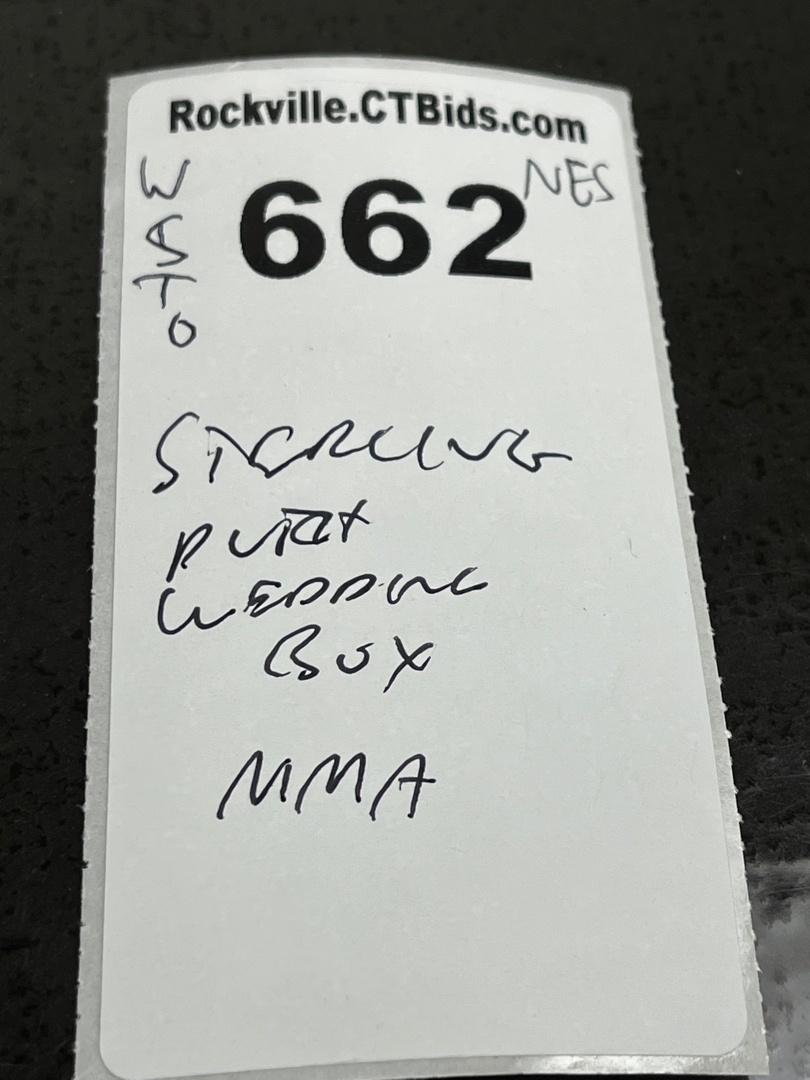 Rockville.CTBids.com
662
NES
W
S
T
O
STERLING
WEDDING
BOX
MMA